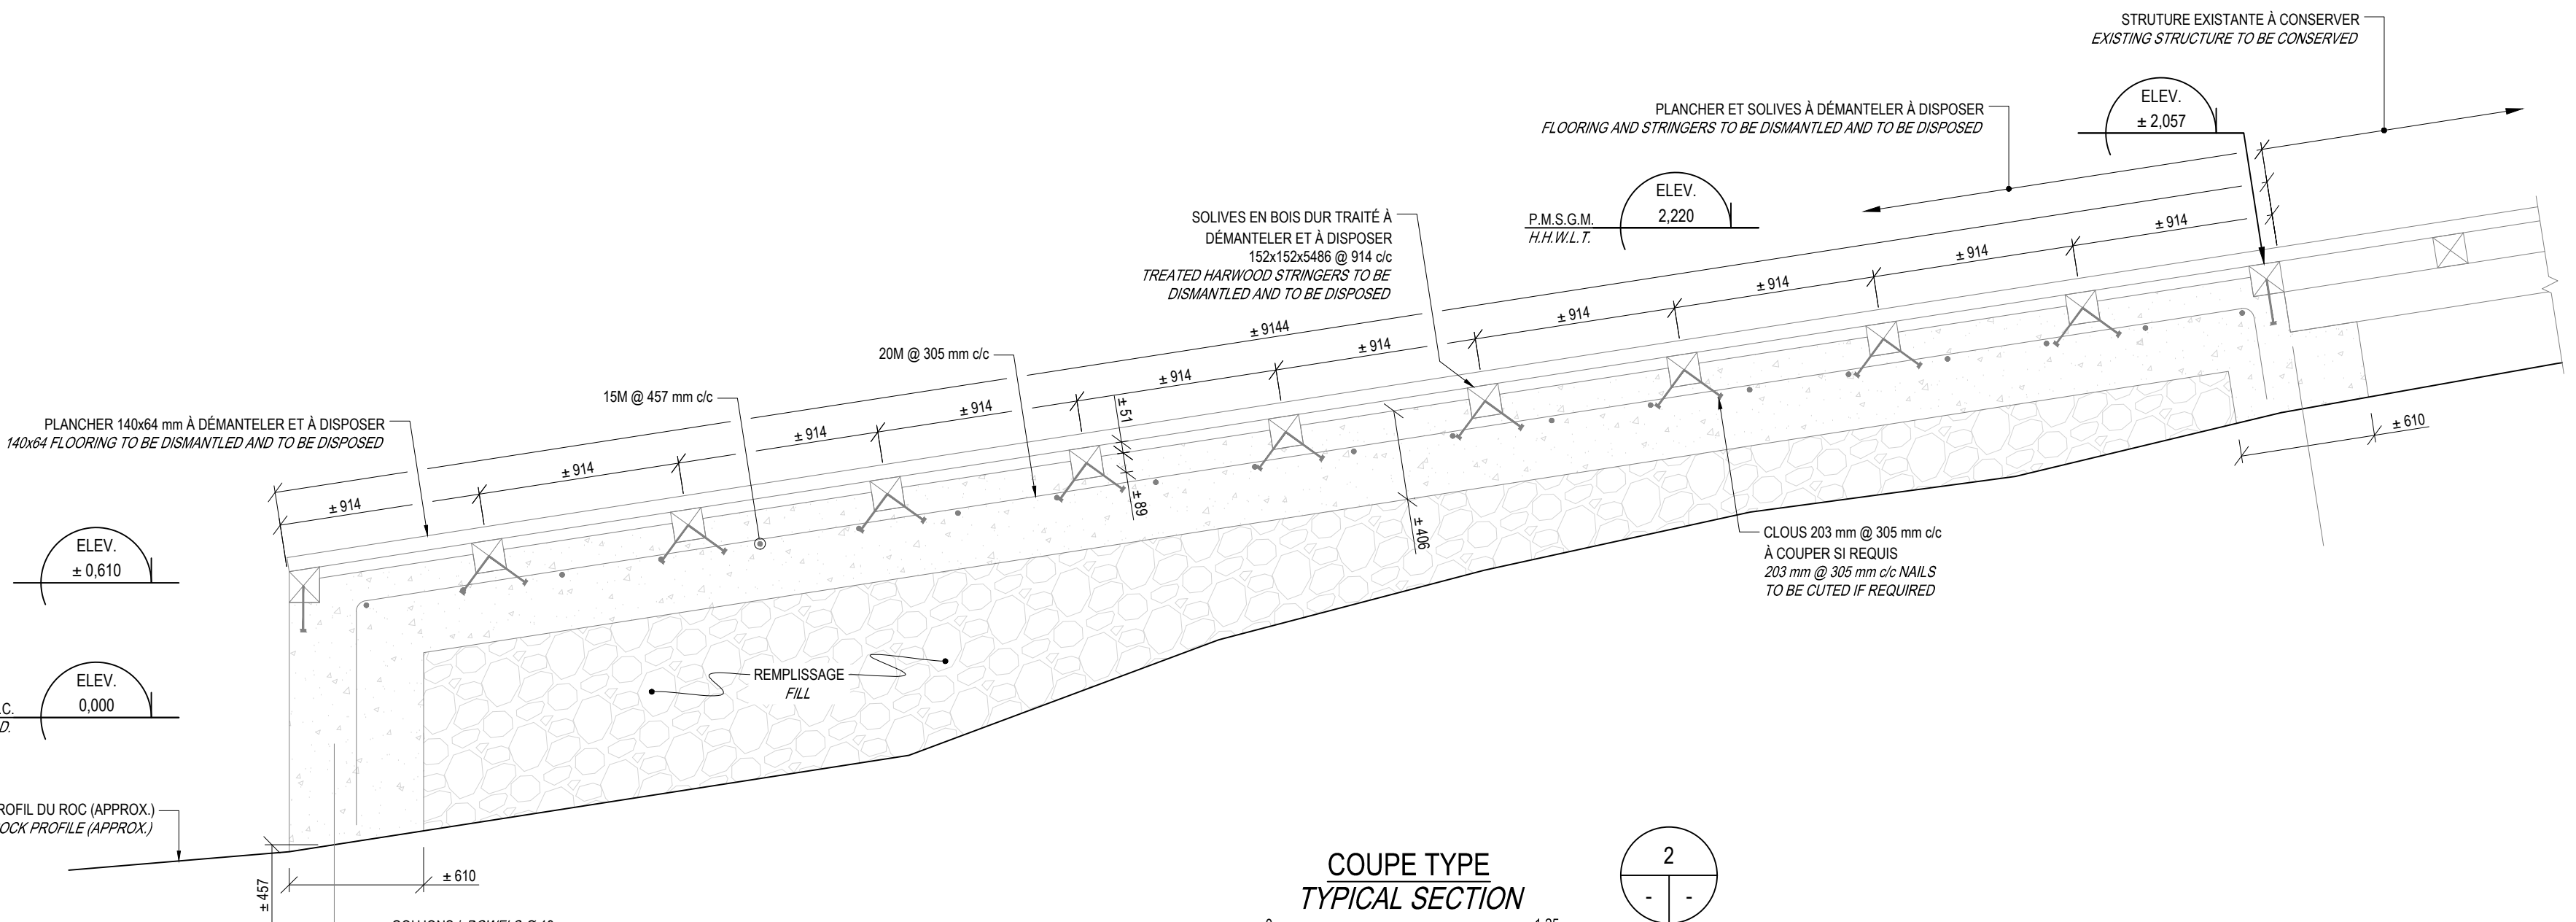 STRUTURE EXISTANTE À CONSERVER
EXISTING STRUCTURE TO BE CONSERVED
ELEV.
± 2,057
PLANCHER ET SOLIVES À DÉMANTELER À DISPOSER
FLOORING AND STRINGERS TO BE DISMANTLED AND TO BE DISPOSED
ELEV.
2,220
P.M.S.G.M.
H.H.W.L.T.
SOLIVES EN BOIS DUR TRAITÉ À
DÉMANTELER ET À DISPOSER
152x152x5486 @ 914 c/c
TREATED HARWOOD STRINGERS TO BE
DISMANTLED AND TO BE DISPOSED
± 9144
± 914
± 914
± 914
± 914
± 914
± 914
± 914
± 914
± 914
± 914
20M @ 305 mm c/c
15M @ 457 mm c/c
PLANCHER 140x64 mm À DÉMANTELER ET À DISPOSER
140x64 FLOORING TO BE DISMANTLED AND TO BE DISPOSED
± 51
± 89
± 406
± 610
CLOUS 203 mm @ 305 mm c/c
À COUPER SI REQUIS
203 mm @ 305 mm c/c NAILS
TO BE CUTED IF REQUIRED
ELEV.
± 0,610
ELEV.
0,000
.C.
D.
REMPLISSAGE
FILL
ROFIL DU ROC (APPROX.)
OCK PROFILE (APPROX.)
± 457
± 610
COUPE TYPE
TYPICAL SECTION
2
- -